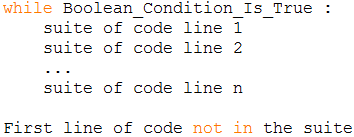 while Boolean_Condition_Is_True :
    suite of code line 1
    suite of code line 2
    ...
    suite of code line n

First line of code not in the suite